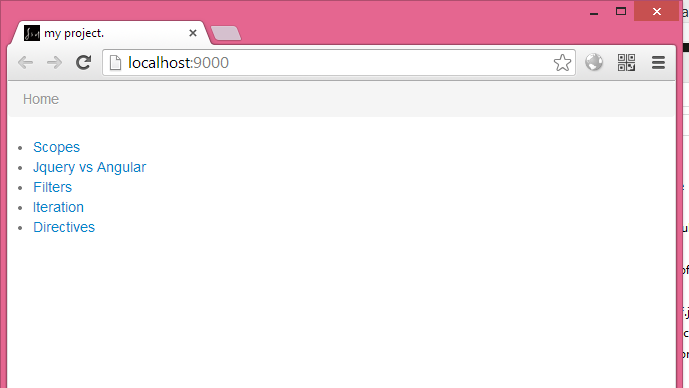 my project.
localhost:9000
Home
Scopes
Jquery vs Angular
Filters
Iteration
Directives